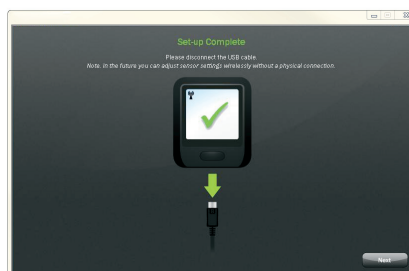 Set-up Complete
Please disconnect the USB cable.
Note, in the future you can adjust sensor settings wirelessly without a physical connection.
Next